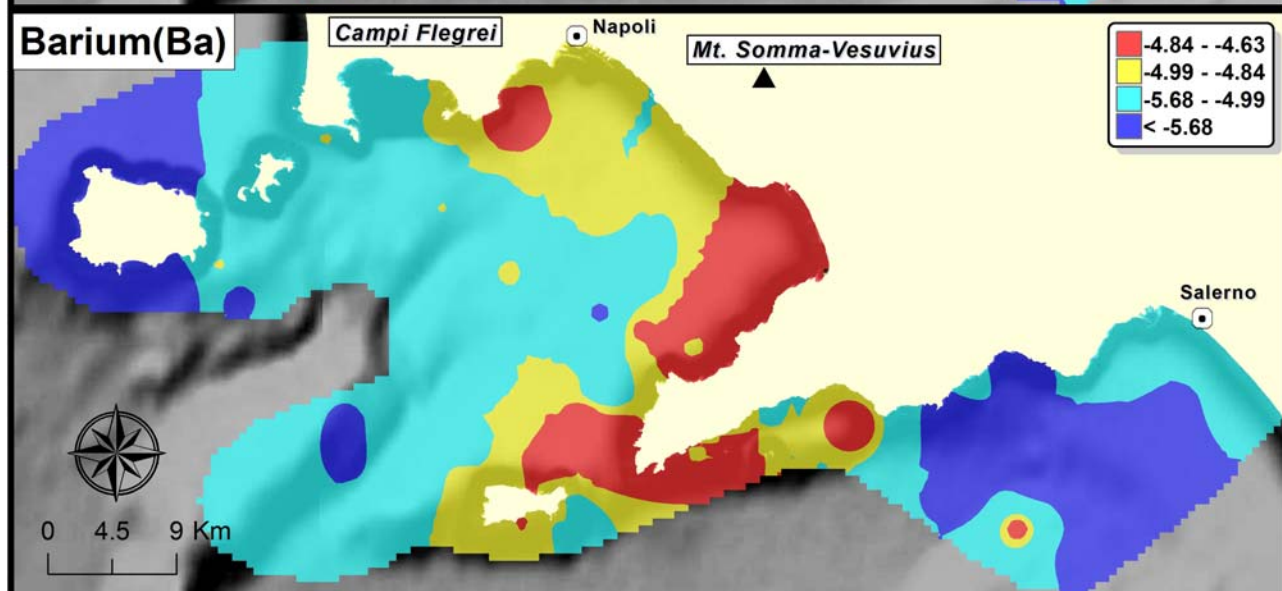 Barium(Ba)
Campi Flegrei
Napoli
Mt. Somma-Vesuvius
-4.84 - -4.63
-4.99 - -4.84
-5.68 - -4.99
< -5.68
Salerno
0 4.5 9 Km